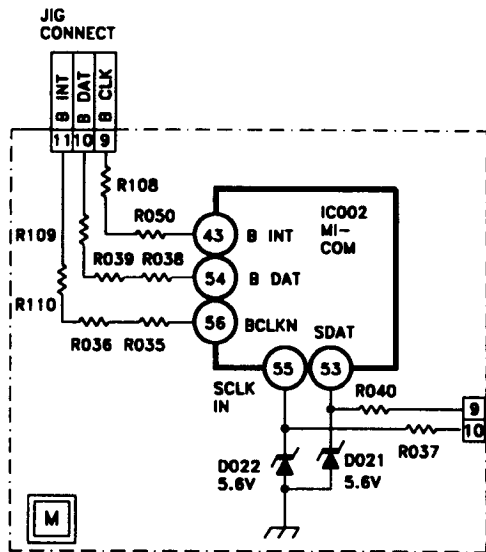 JIG
CONNECT
B INT
B DAT
B CLK
11 10 9
R108
R050
R109
43 B INT
IC002
MI-
COM
R039 R038
54 B DAT
R110
56 BCLKN
R036 R035
SDAT
55 53
SCLK
IN
R040
9
10
R037
D022
5.6V
D021
5.6V
M